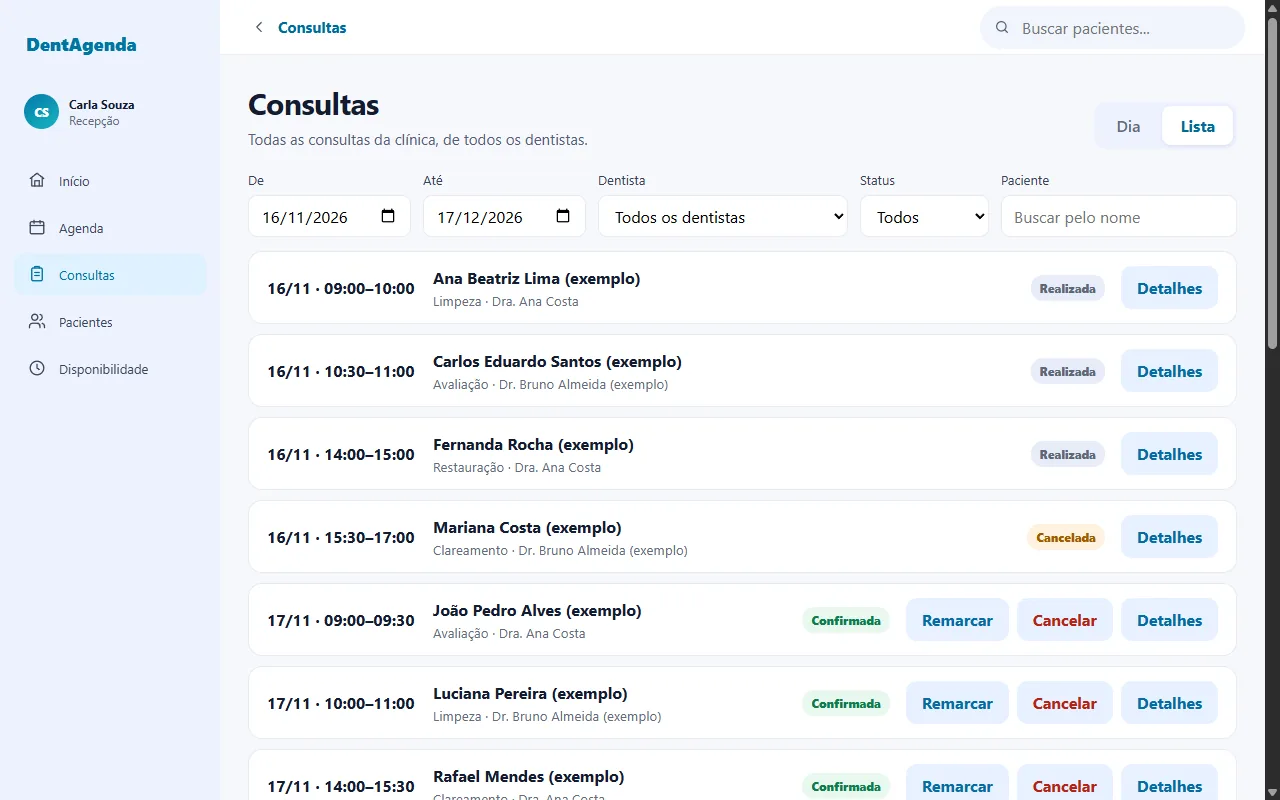 DentAgenda
CS
Carla Souza
Recepção
Início
Agenda
Consultas
Pacientes
Disponibilidade
Consultas
Buscar pacientes...
Consultas
Todas as consultas da clínica, de todos os dentistas.
Dia
Lista
De
Até
Dentista
Status
Paciente
16/11/2026
17/12/2026
Todos os dentistas
Todos
Buscar pelo nome
16/11 · 09:00–10:00
Ana Beatriz Lima (exemplo)
Limpeza · Dra. Ana Costa
Realizada
Detalhes
16/11 · 10:30–11:00
Carlos Eduardo Santos (exemplo)
Avaliação · Dr. Bruno Almeida (exemplo)
Realizada
Detalhes
16/11 · 14:00–15:00
Fernanda Rocha (exemplo)
Restauração · Dra. Ana Costa
Realizada
Detalhes
16/11 · 15:30–17:00
Mariana Costa (exemplo)
Clareamento · Dr. Bruno Almeida (exemplo)
Cancelada
Detalhes
17/11 · 09:00–09:30
João Pedro Alves (exemplo)
Avaliação · Dra. Ana Costa
Confirmada
Remarcar
Cancelar
Detalhes
17/11 · 10:00–11:00
Luciana Pereira (exemplo)
Limpeza · Dr. Bruno Almeida (exemplo)
Confirmada
Remarcar
Cancelar
Detalhes
17/11 · 14:00–15:30
Rafael Mendes (exemplo)
Clareamento · Dra. Ana Costa
Confirmada
Remarcar
Cancelar
Detalhes